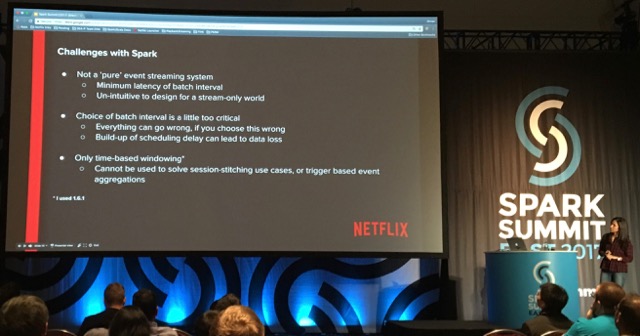 Challenges with Spark
● Not a 'pure' event streaming system
○ Minimum latency of batch interval
○ Un-intuitive to design for a stream-only world
● Choice of batch interval is a little too critical
○ Everything can go wrong, if you choose this wrong
○ Build-up of scheduling delay can lead to data loss
● Only time-based windowing*
○ Cannot be used to solve session-stitching use cases, or trigger based event
aggregations
* I used 1.6.1
NETFLIX
SPARK
SUMMIT
EAST 2017
SPARK
SUMMIT